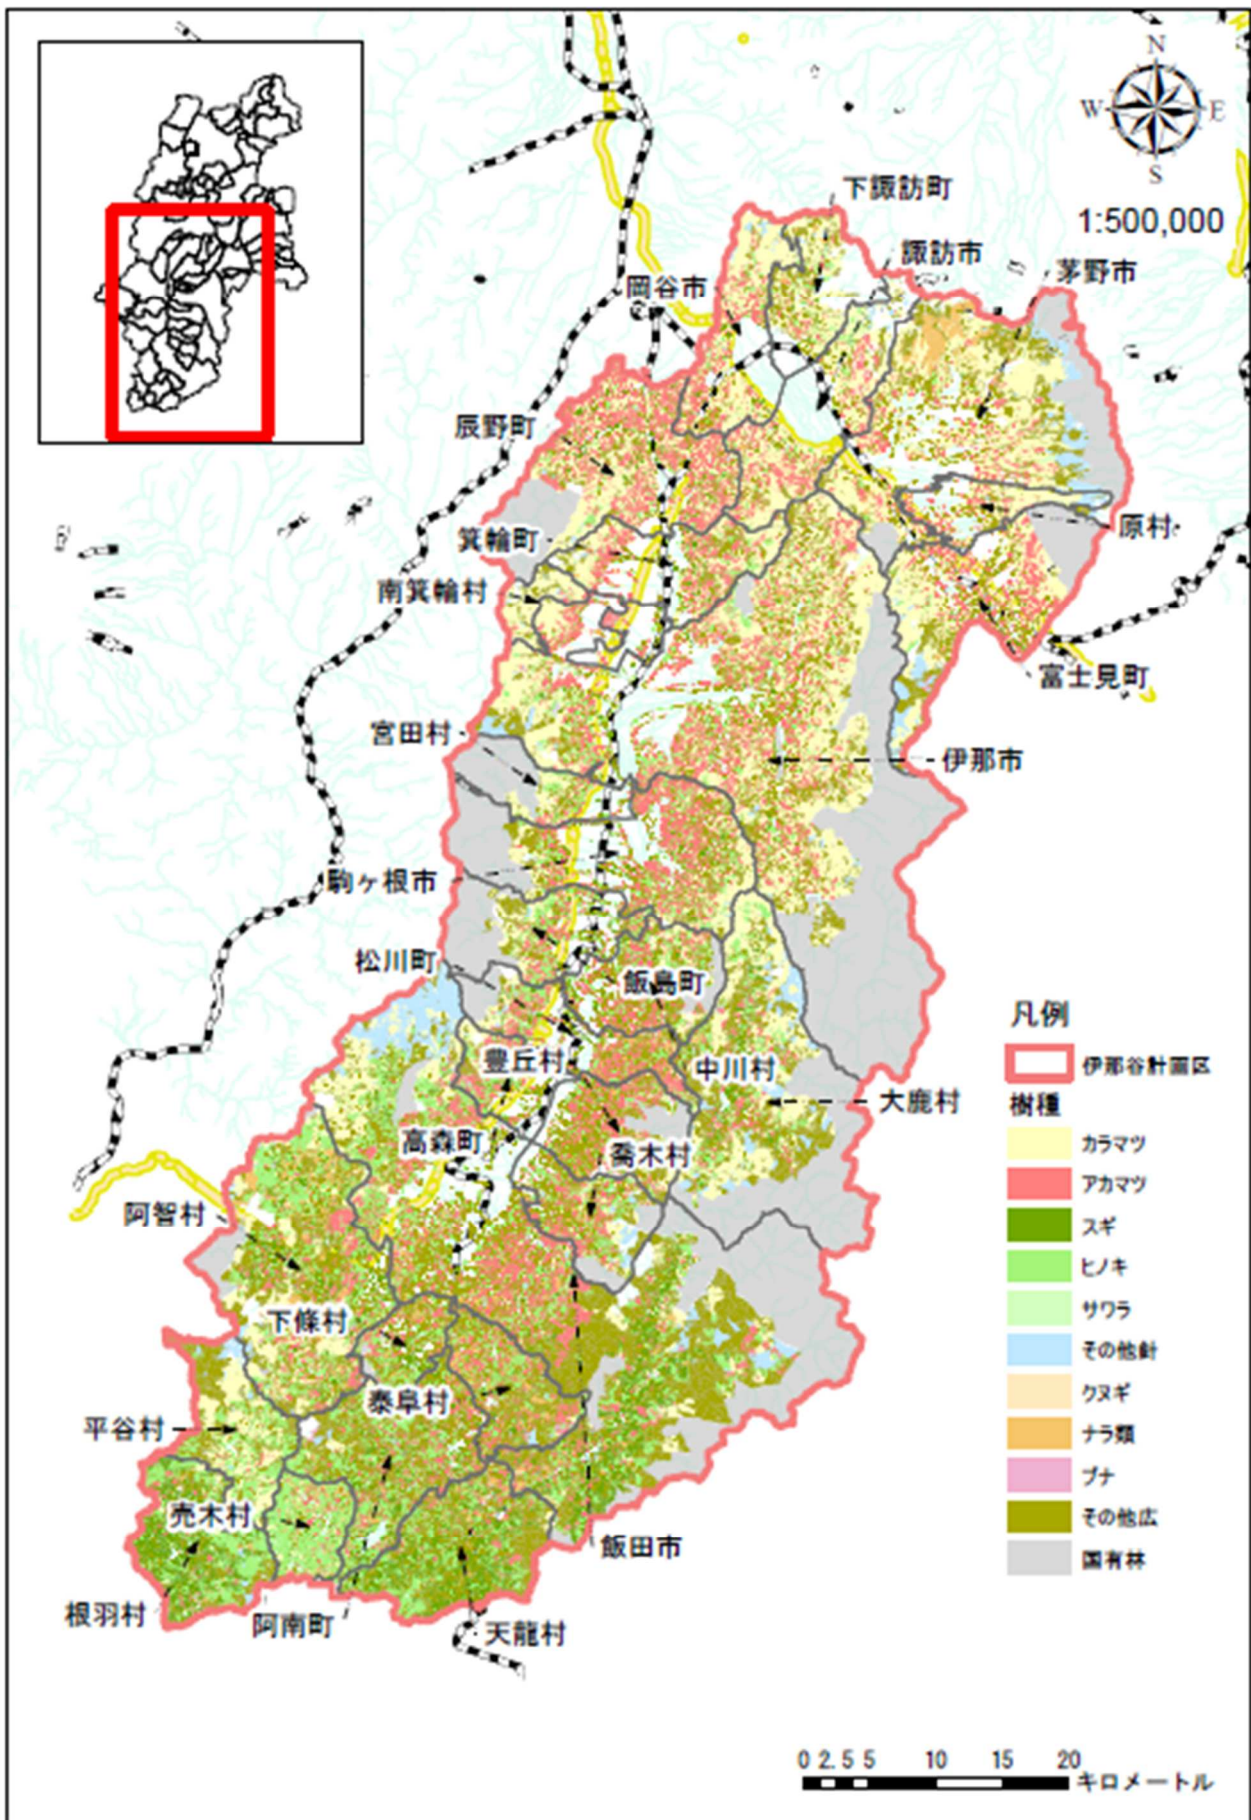 N
W
E
S
1:500,000
下諏訪町
諏訪市
茅野市
岡谷市
辰野町
箕輪町
原村
南箕輪村
富士見町
宮田村
伊那市
駒ヶ根市
松川町
飯島町
豊丘村
中川村
大鹿村
高森町
喬木村
阿智村
下條村
泰阜村
平谷村
売木村
飯田市
根羽村
阿南町
天龍村
凡例
伊那谷計画区
樹種
カラマツ
アカマツ
スギ
ヒノキ
サワラ
その他針
クヌギ
ナラ類
ブナ
その他広
国有林
0 2.5 5 10 15 20
キロメートル